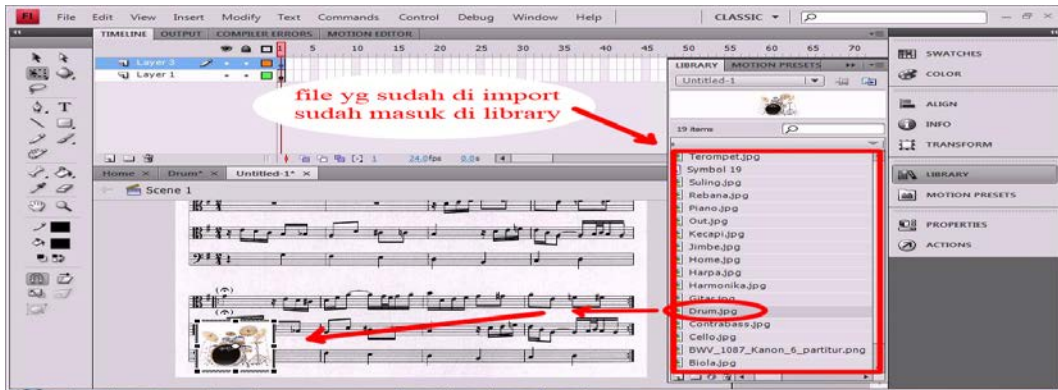 FL File Edit View Insert Modify Text Commands Control Debug Window Help CLASSIC
TIMELINE OUTPUT COMPILER ERRORS MOTION EDITOR
1 5 10 15 20 25 30 35 40 45 50 55 60 65 70
Layer 3
Layer 1
file yg sudah di import
sudah masuk di library
1 24.0fps 0.0s
Home Drum* Untitled-1*
Scene 1
LIBRARY MOTION PRESETS
Untitled-1
19 items
Terompet.jpg
Symbol 19
Suling.jpg
Rebana.jpg
Piano.jpg
Out.jpg
Kecapi.jpg
Jimbe.jpg
Home.jpg
Harpa.jpg
Harmonika.jpg
Gitar.jpg
Drum.jpg
Contrabass.jpg
Cello.jpg
BWV_1087_Kanon_6_partitur.png
Biola.jpg
SWATCHES
COLOR
ALIGN
INFO
TRANSFORM
LIBRARY
MOTION PRESETS
PROPERTIES
ACTIONS